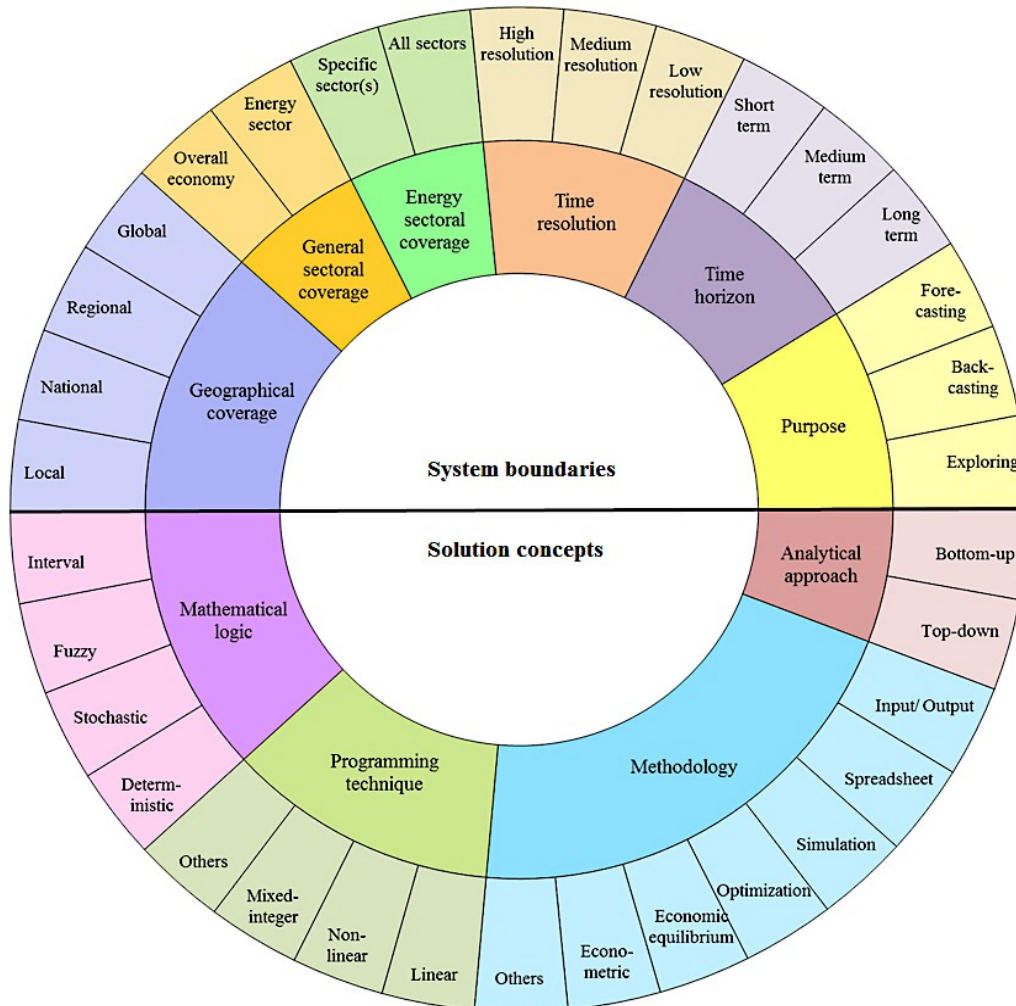 High
resolution
Medium
resolution
Low
resolution
All sectors
Specific
sector(s)
Energy
sector
Overall
economy
Short
term
Medium
term
Long
term
Global
Regional
National
Local
Fore-
casting
Back-
casting
Exploring
Geographical
coverage
General
sectoral
coverage
Energy
sectoral
coverage
Time
resolution
Time
horizon
Purpose
System boundaries
Solution concepts
Analytical
approach
Bottom-up
Top-down
Mathematical
logic
Interval
Fuzzy
Stochastic
Determ-
inistic
Programming
technique
Others
Mixed-
integer
Non-
linear
Linear
Methodology
Input/ Output
Spreadsheet
Simulation
Optimization
Economic
equilibrium
Econo-
metric
Others